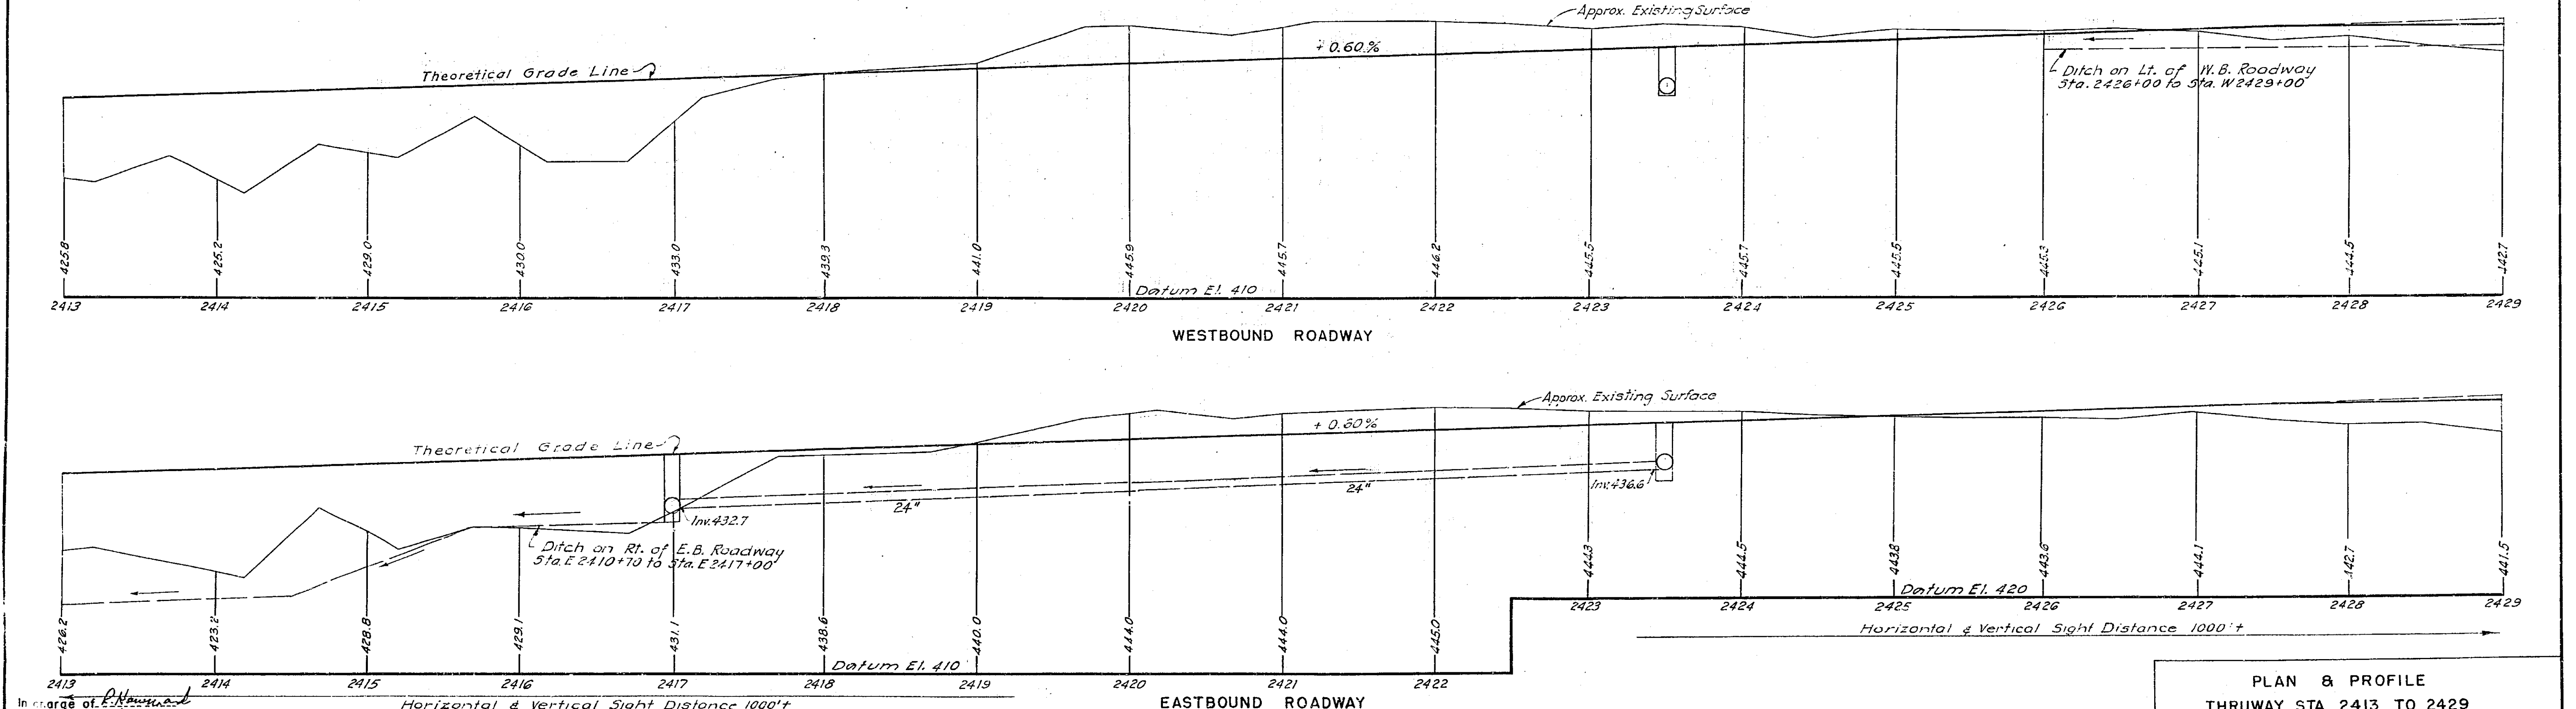 Approx. Existing Surface
+ 0.60%
Theoretical Grade Line
Ditch on Lt. of W.B. Roadway
Sta. 2426+00 to Sta. W2429+00
425.8 425.2 429.0 430.0 433.0 439.3 441.0 445.9 445.7 446.2 445.5 445.7 445.5 445.3 445.1 444.5 442.7
Datum El. 410
2413 2414 2415 2416 2417 2418 2419 2420 2421 2422 2423 2424 2425 2426 2427 2428 2429
WESTBOUND ROADWAY
Approx. Existing Surface
+ 0.60%
Theoretical Grade Line
Inv. 436.6
24"
24"
Inv. 432.7
Ditch on Rt. of E.B. Roadway
Sta. E 2410+70 to Sta. E 2417+00
444.3 444.5 443.8 443.6 444.1 442.7 441.5
Datum El. 420
2423 2424 2425 2426 2427 2428 2429
Horizontal & Vertical Sight Distance 1000'±
426.2 423.2 428.8 429.1 431.1 438.6 440.0 444.0 444.0 445.0
Datum El. 410
2413 2414 2415 2416 2417 2418 2419 2420 2421 2422
In charge of
Horizontal & Vertical Sight Distance 1000'±
EASTBOUND ROADWAY
PLAN & PROFILE
THRUWAY STA. 2413 TO 2429